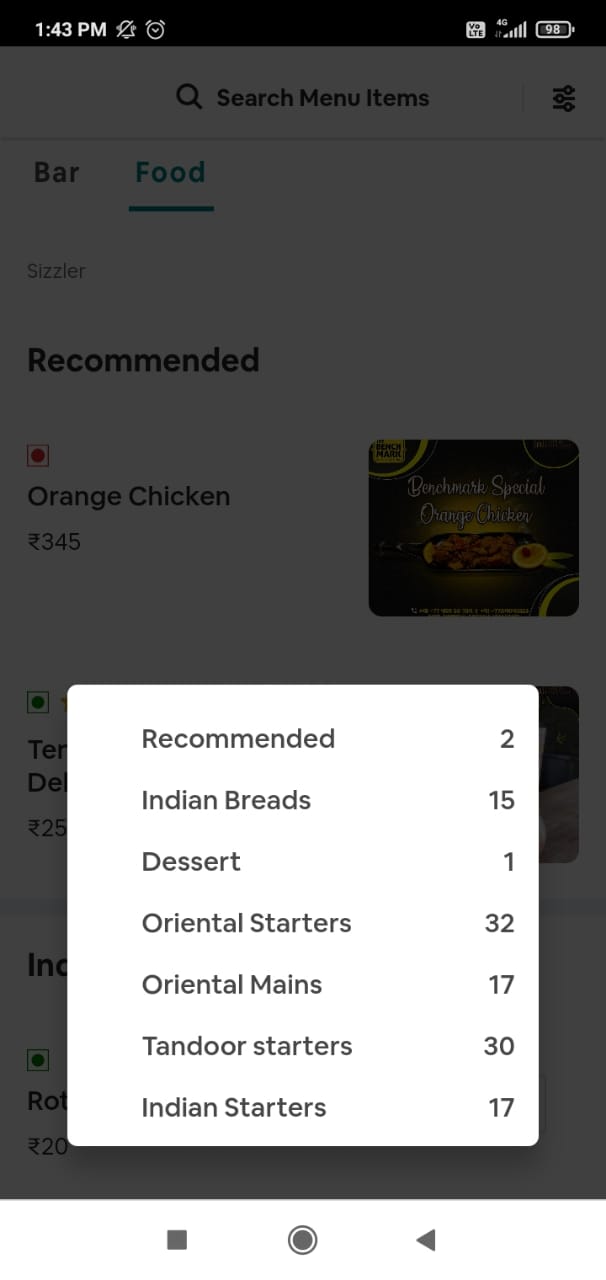 1:43 PM
Vo LTE 4G 98
Search Menu Items
Bar Food
Sizzler
Recommended
Orange Chicken
₹345
BENCH MARK
Benchmark Special
Orange Chicken
Ter
Del
₹25
Recommended 2
Indian Breads 15
Dessert 1
Oriental Starters 32
Oriental Mains 17
Tandoor starters 30
Indian Starters 17
Ind
Rot
₹20